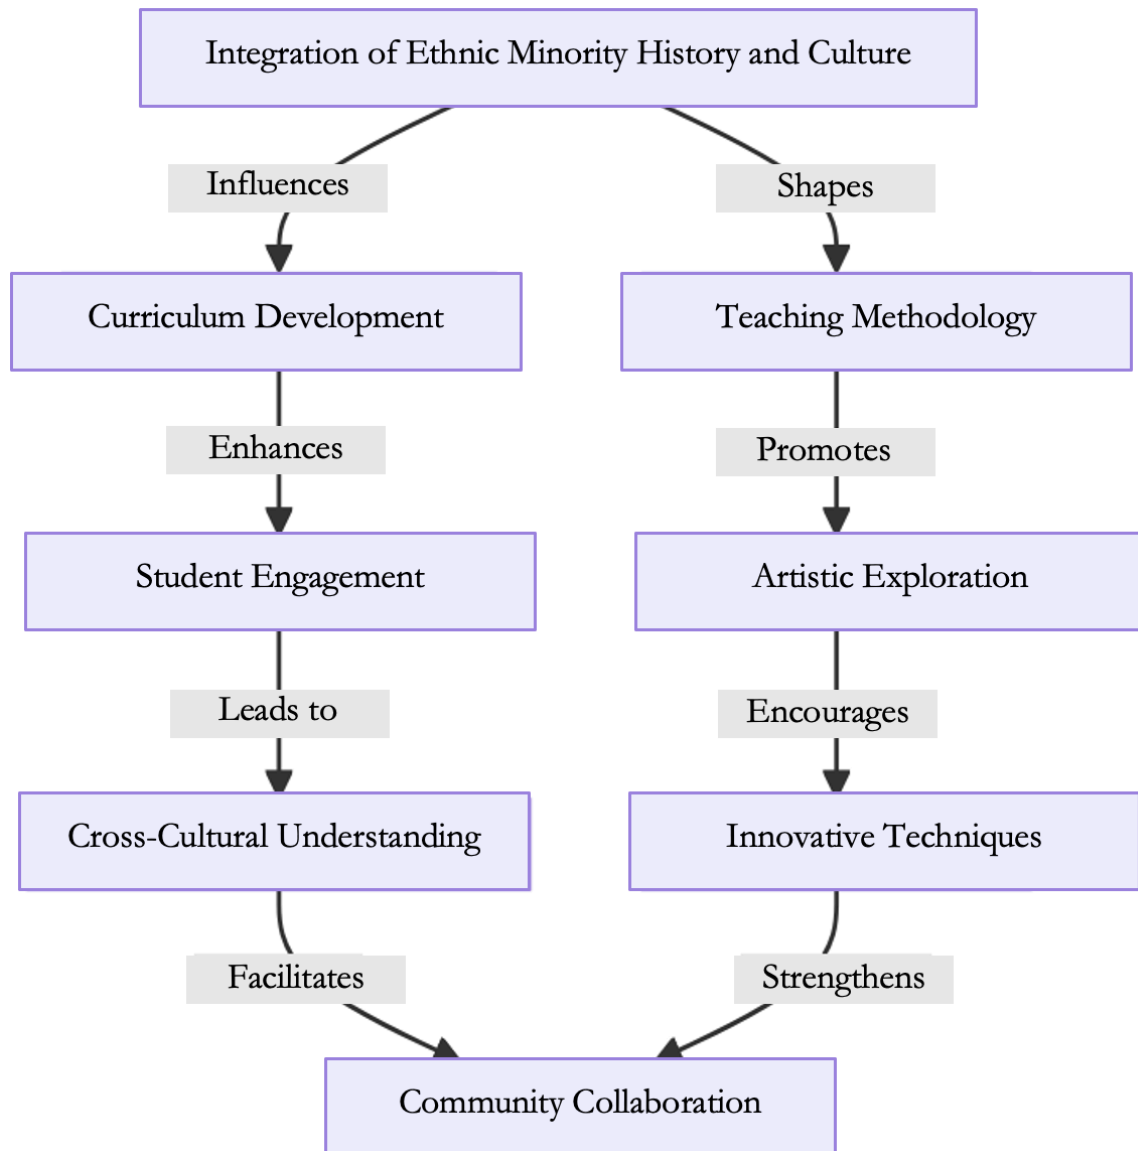 Integration of Ethnic Minority History and Culture
Influences
Shapes
Curriculum Development
Teaching Methodology
Enhances
Promotes
Student Engagement
Artistic Exploration
Leads to
Encourages
Cross-Cultural Understanding
Innovative Techniques
Facilitates
Strengthens
Community Collaboration